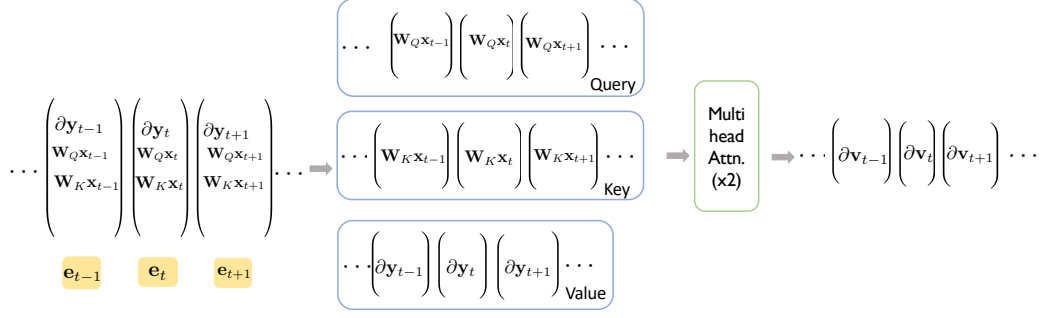 ··· (∂y_{t−1} W_Q x_{t−1} W_K x_{t−1}) (∂y_t W_Q x_t W_K x_t) (∂y_{t+1} W_Q x_{t+1} W_K x_{t+1}) ···
e_{t−1} e_t e_{t+1}
··· (W_Q x_{t−1}) (W_Q x_t) (W_Q x_{t+1}) ···
Query
··· (W_K x_{t−1}) (W_K x_t) (W_K x_{t+1}) ···
Key
··· (∂y_{t−1}) (∂y_t) (∂y_{t+1}) ···
Value
Multi
head
Attn.
(x2)
··· (∂v_{t−1}) (∂v_t) (∂v_{t+1}) ···